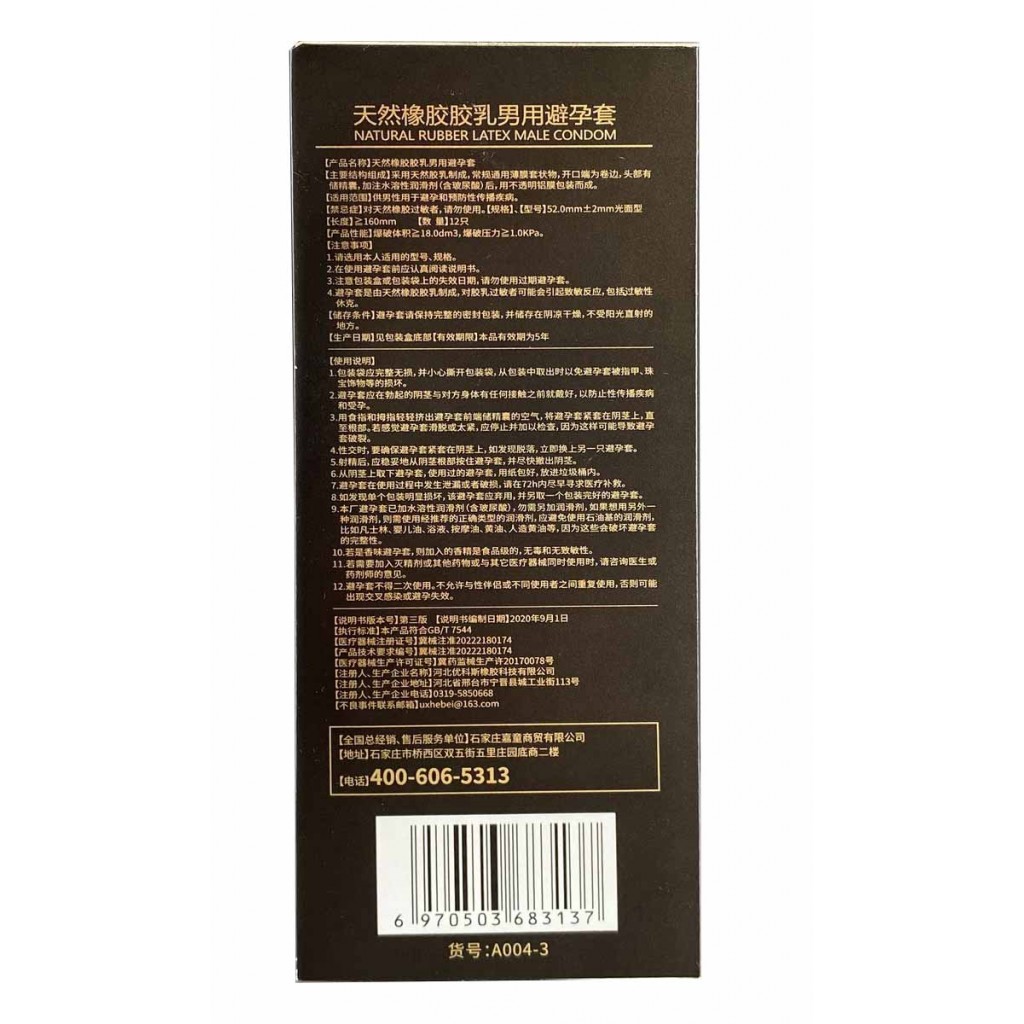 天然橡胶胶乳男用避孕套
NATURAL RUBBER LATEX MALE CONDOM
【产品名称】天然橡胶胶乳男用避孕套
【主要结构组成】采用天然胶乳制成，常规通用薄膜套状物，开口端为卷边，头部有
储精囊，加注水溶性润滑剂(含玻尿酸)后，用不透明铝膜包装而成。
【适用范围】供男性用于避孕和预防性传播疾病。
【禁忌症】对天然橡胶过敏者，请勿使用。【规格】、【型号】52.0mm±2mm光面型
【长度】≥160mm 【数 量】12只
【产品性能】爆破体积≥18.0dm3，爆破压力≥1.0KPa。
【注意事项】
1.请选用本人适用的型号、规格。
2.在使用避孕套前应认真阅读说明书。
3.注意包装盒或包装袋上的失效日期，请勿使用过期避孕套。
4.避孕套是由天然橡胶胶乳制成，对胶乳过敏者可能会引起致敏反应，包括过敏性
休克。
【储存条件】避孕套请保持完整的密封包装，并储存在阴凉干燥，不受阳光直射的
地方。
【生产日期】见包装盒底部【有效期限】本品有效期为5年
【使用说明】
1.包装袋应完整无损，并小心撕开包装袋，从包装中取出时以免避孕套被指甲、珠
宝饰物等的损坏。
2.避孕套应在勃起的阴茎与对方身体有任何接触之前就戴好，以防止性传播疾病
和受孕。
3.用食指和拇指轻轻挤出避孕套前端储精囊的空气，将避孕套紧套在阴茎上，直
至根部。若感觉避孕套滑脱或太紧，应停止并加以检查，因为这样可能导致避孕
套破裂。
4.性交时，要确保避孕套紧套在阴茎上，如发现脱落，立即换上另一只避孕套。
5.射精后，应稳妥地从阴茎根部按住避孕套，并尽快撤出阴茎。
6.从阴茎上取下避孕套，使用过的避孕套，用纸包好，放进垃圾桶内。
7.避孕套在使用过程中发生泄漏或者破损，请在72h内尽早寻求医疗补救。
8.如发现单个包装明显损坏，该避孕套应弃用，并另取一个包装完好的避孕套。
9.本厂避孕套已加水溶性润滑剂(含玻尿酸)，勿需另加润滑剂，如果想用另外一
种润滑剂，则需使用经推荐的正确类型的润滑剂，应避免使用石油基的润滑剂，
比如凡士林、婴儿油、浴液、按摩油、黄油、人造黄油等，因为这些会破坏避孕套
的完整性。
10.若是香味避孕套，则加入的香精是食品级的，无毒和无致敏性。
11.若需要加入灭精剂或其他药物或与其它医疗器械同时使用时，请咨询医生或
药剂师的意见。
12.避孕套不得二次使用。不允许与性伴侣或不同使用者之间重复使用，否则可能
出现交叉感染或避孕失效。
【说明书版本号】第三版 【说明书编制日期】2020年9月1日
【执行标准】本产品符合GB/T 7544
【医疗器械注册证号】冀械注准20222180174
【产品技术要求编号】冀械注准20222180174
【医疗器械生产许可证号】冀药监械生产许20170078号
【注册人、生产企业名称】河北优科斯橡胶科技有限公司
【注册人、生产企业地址】河北省邢台市宁晋县城工业街113号
【注册人、生产企业电话】0319-5850668
【不良事件联系邮箱】uxhebei@163.com
【全国总经销、售后服务单位】石家庄嘉童商贸有限公司
【地址】石家庄市桥西区双五街五里庄园底商二楼
【电话】400-606-5313
6 970503 683137
货号：A004-3